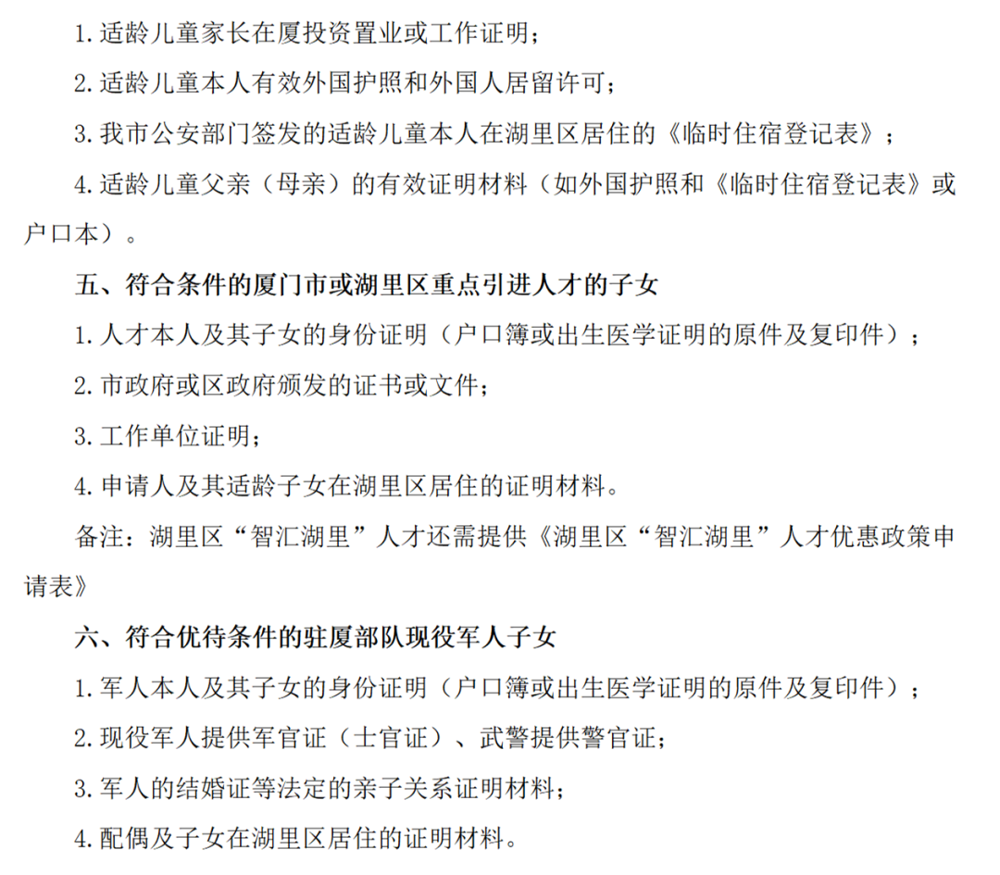 1.适龄儿童家长在厦投资置业或工作证明；
2.适龄儿童本人有效外国护照和外国人居留许可；
3.我市公安部门签发的适龄儿童本人在湖里区居住的《临时住宿登记表》；
4.适龄儿童父亲（母亲）的有效证明材料（如外国护照和《临时住宿登记表》或
户口本）。
五、符合条件的厦门市或湖里区重点引进人才的子女
1.人才本人及其子女的身份证明（户口簿或出生医学证明的原件及复印件）；
2.市政府或区政府颁发的证书或文件；
3.工作单位证明；
4.申请人及其适龄子女在湖里区居住的证明材料。
备注：湖里区“智汇湖里”人才还需提供《湖里区“智汇湖里”人才优惠政策申
请表》
六、符合优待条件的驻厦部队现役军人子女
1.军人本人及其子女的身份证明（户口簿或出生医学证明的原件及复印件）；
2.现役军人提供军官证（士官证）、武警提供警官证；
3.军人的结婚证等法定的亲子关系证明材料；
4.配偶及子女在湖里区居住的证明材料。